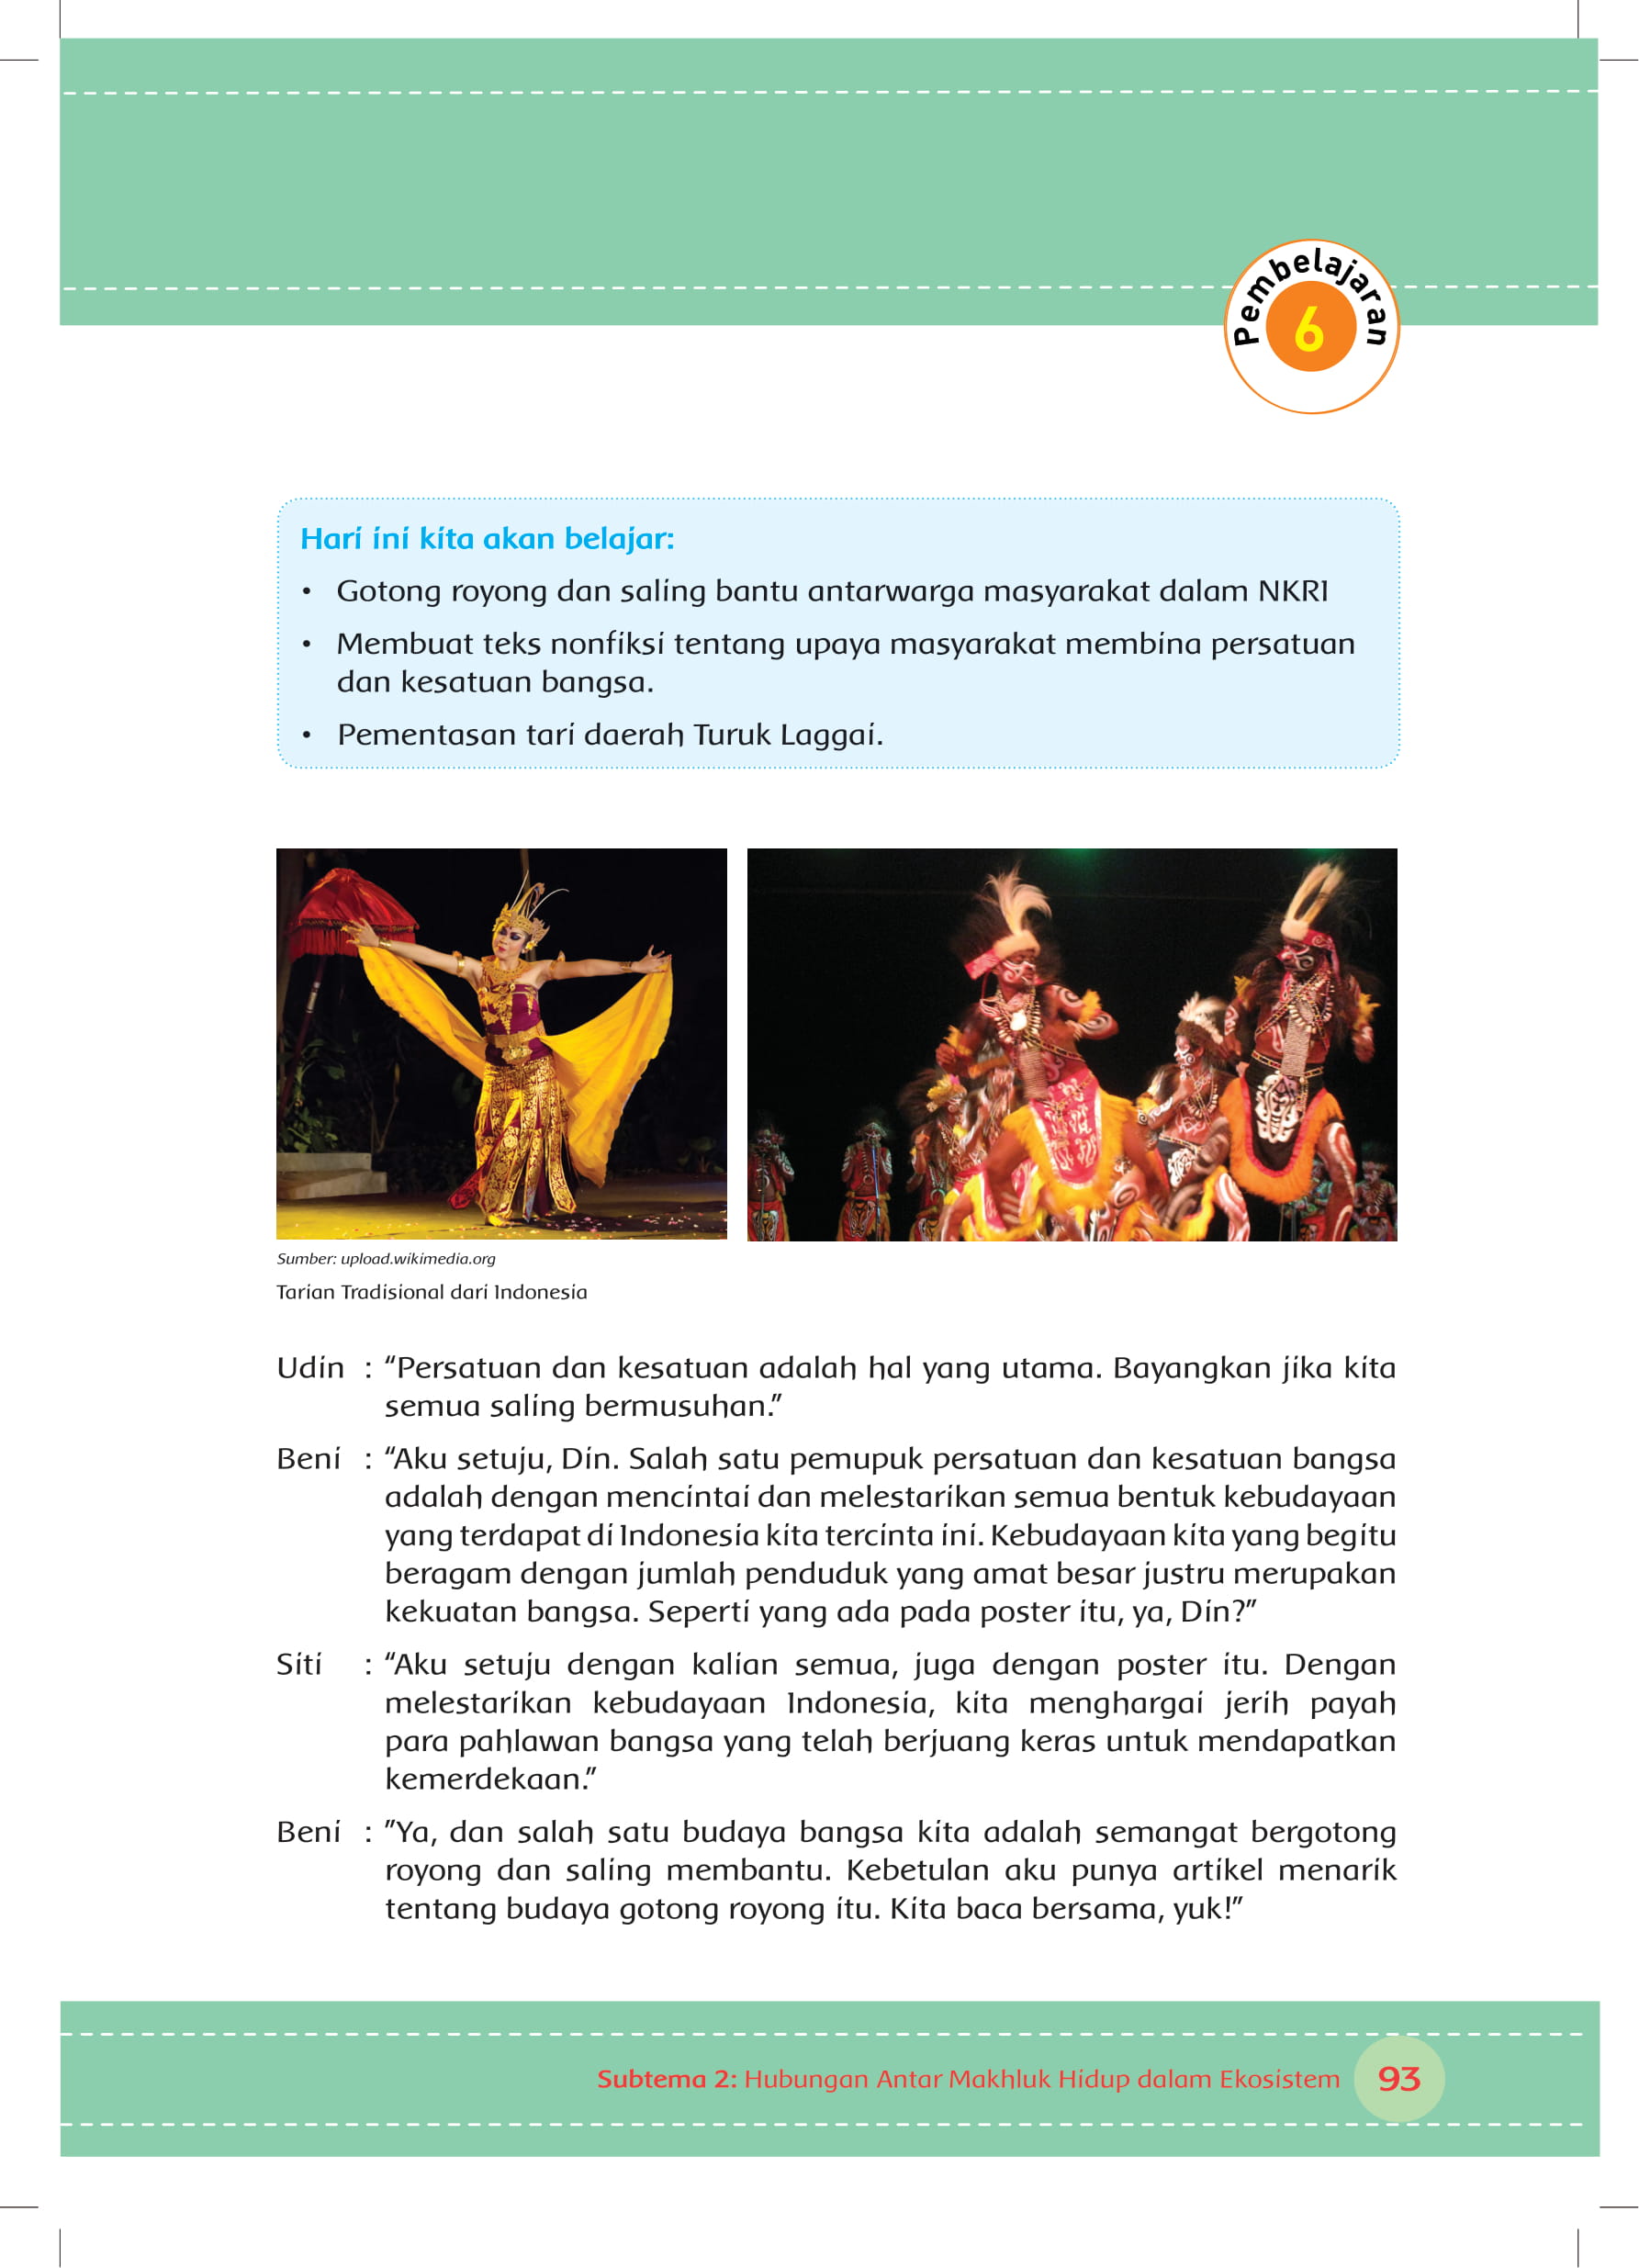 Pembelajaran
6
Hari ini kita akan belajar:
• Gotong royong dan saling bantu antarwarga masyarakat dalam NKRI
• Membuat teks nonfiksi tentang upaya masyarakat membina persatuan
dan kesatuan bangsa.
• Pementasan tari daerah Turuk Laggai.
Sumber: upload.wikimedia.org
Tarian Tradisional dari Indonesia
Udin : “Persatuan dan kesatuan adalah hal yang utama. Bayangkan jika kita
semua saling bermusuhan.”
Beni : “Aku setuju, Din. Salah satu pemupuk persatuan dan kesatuan bangsa
adalah dengan mencintai dan melestarikan semua bentuk kebudayaan
yang terdapat di Indonesia kita tercinta ini. Kebudayaan kita yang begitu
beragam dengan jumlah penduduk yang amat besar justru merupakan
kekuatan bangsa. Seperti yang ada pada poster itu, ya, Din?”
Siti : “Aku setuju dengan kalian semua, juga dengan poster itu. Dengan
melestarikan kebudayaan Indonesia, kita menghargai jerih payah
para pahlawan bangsa yang telah berjuang keras untuk mendapatkan
kemerdekaan.”
Beni : ”Ya, dan salah satu budaya bangsa kita adalah semangat bergotong
royong dan saling membantu. Kebetulan aku punya artikel menarik
tentang budaya gotong royong itu. Kita baca bersama, yuk!”
Subtema 2: Hubungan Antar Makhluk Hidup dalam Ekosistem 93